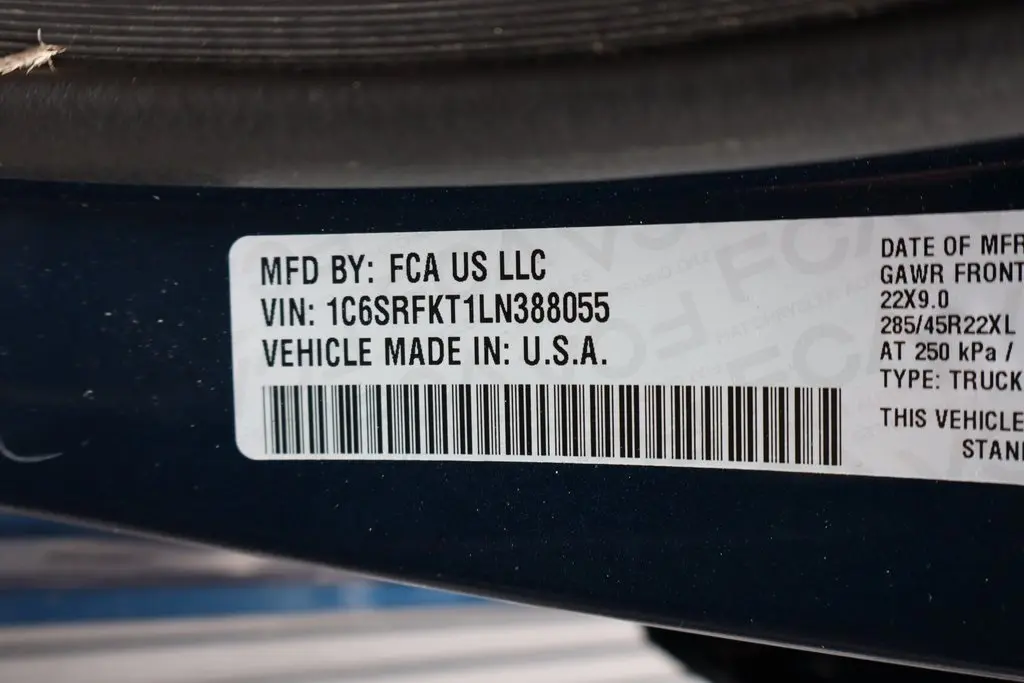 MFD BY: FCA US LLC
VIN: 1C6SRFKT1LN388055
VEHICLE MADE IN: U.S.A.
DATE OF MFR
GAWR FRONT
22X9.0
285/45R22XL
AT 250 kPa /
TYPE: TRUCK
THIS VEHICLE